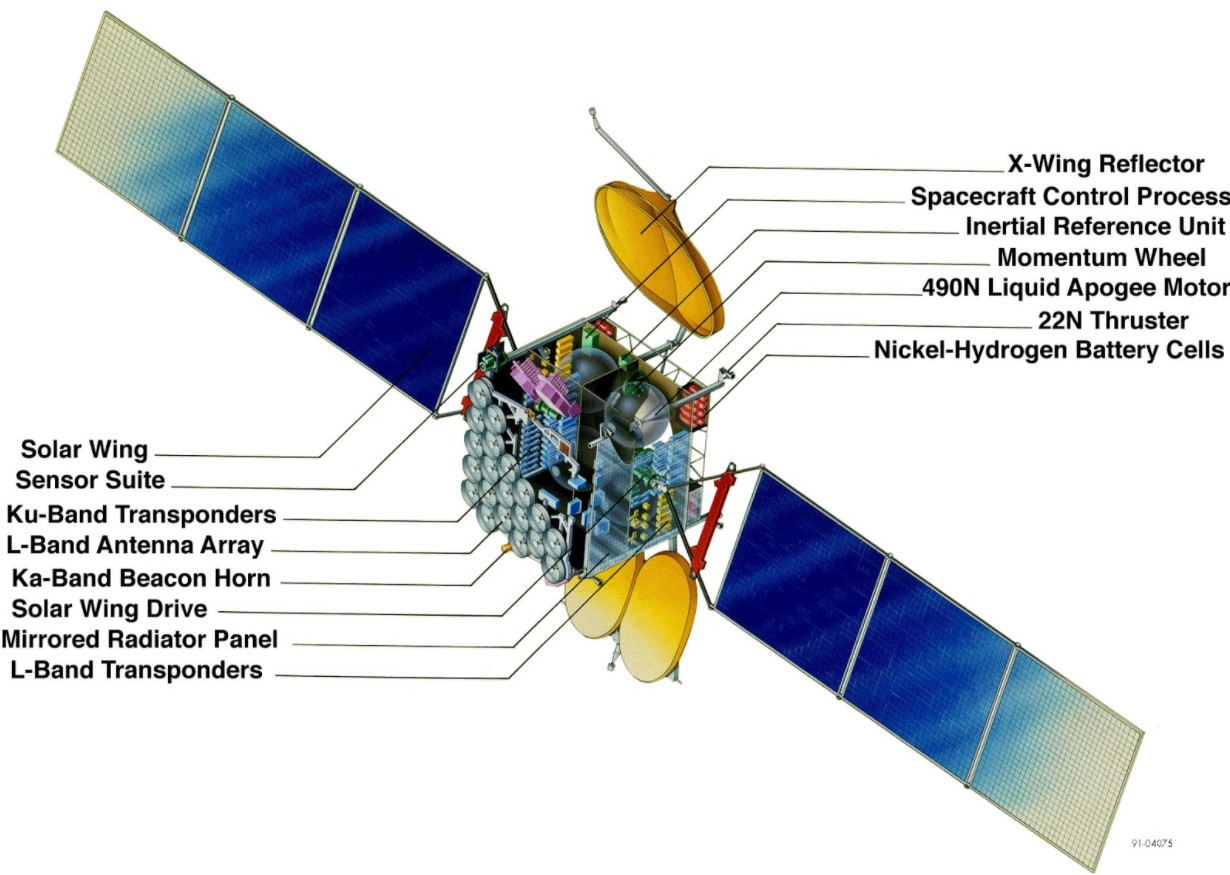 X-Wing Reflector
Spacecraft Control Process
Inertial Reference Unit
Momentum Wheel
490N Liquid Apogee Motor
22N Thruster
Nickel-Hydrogen Battery Cells
Solar Wing
Sensor Suite
Ku-Band Transponders
L-Band Antenna Array
Ka-Band Beacon Horn
Solar Wing Drive
Mirrored Radiator Panel
L-Band Transponders
91-04075